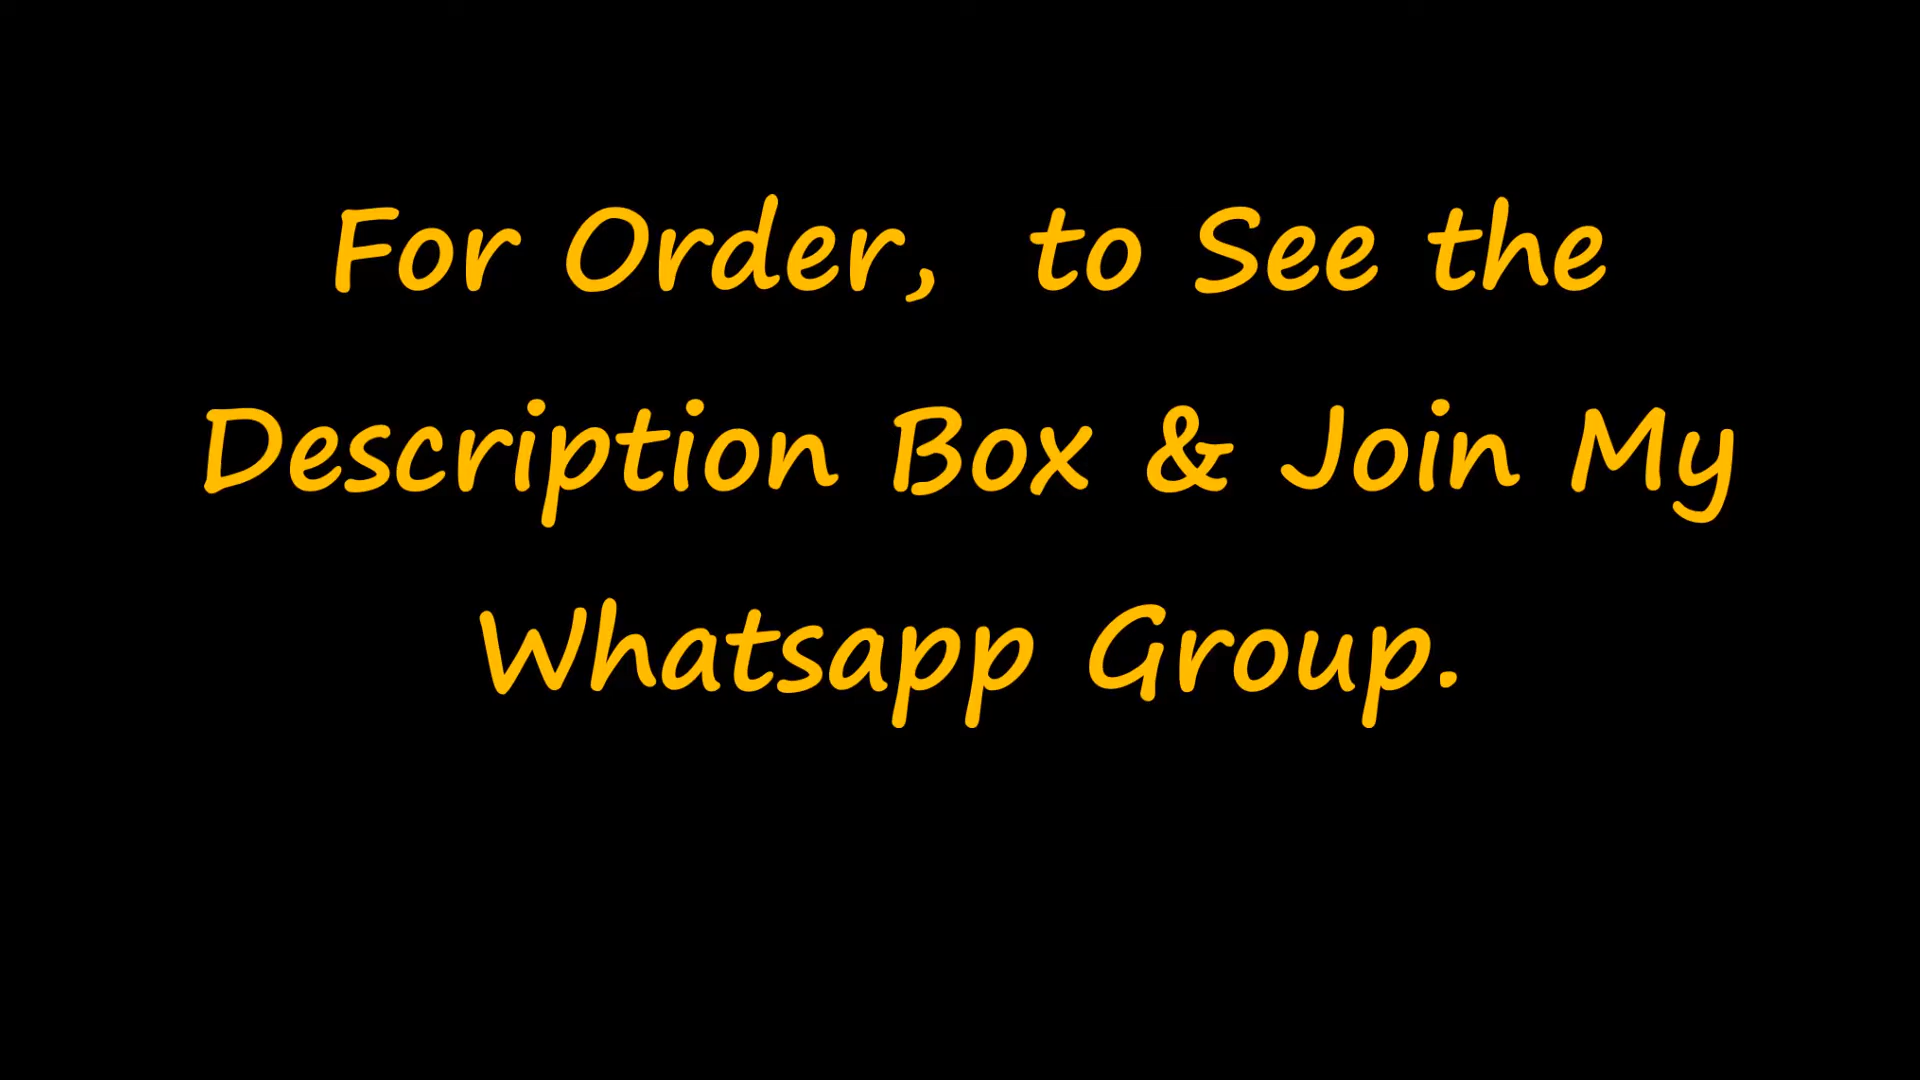 For Order,  to See the
Description Box & Join My
Whatsapp Group.